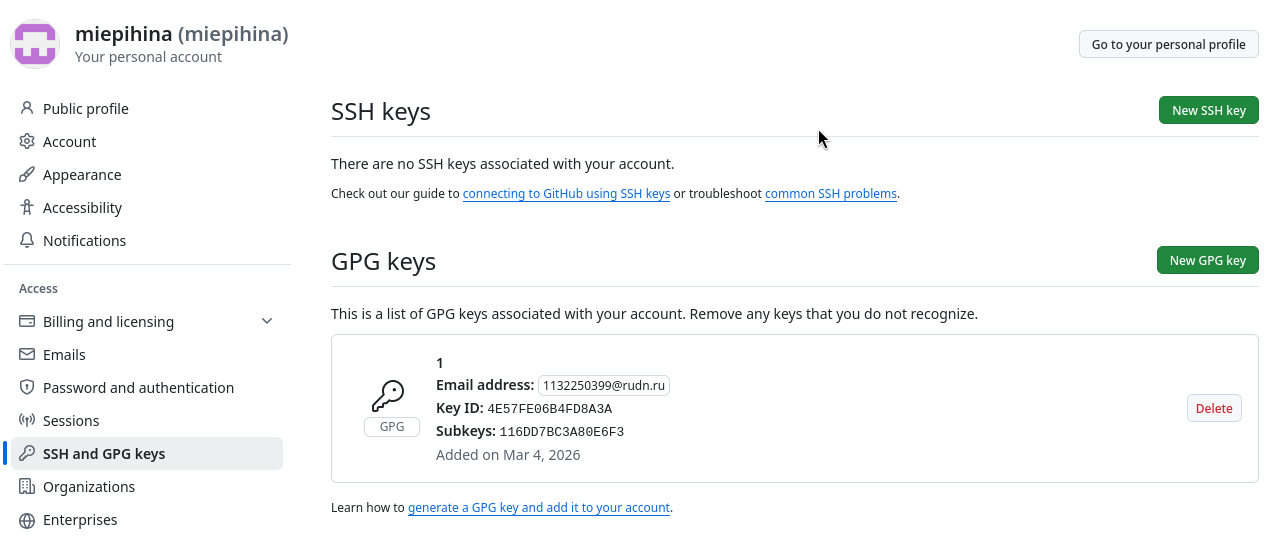 miepihina (miepihina)
Your personal account
Go to your personal profile
Public profile
Account
Appearance
Accessibility
Notifications
Access
Billing and licensing
Emails
Password and authentication
Sessions
SSH and GPG keys
Organizations
Enterprises
SSH keys
New SSH key
There are no SSH keys associated with your account.
Check out our guide to connecting to GitHub using SSH keys or troubleshoot common SSH problems.
GPG keys
New GPG key
This is a list of GPG keys associated with your account. Remove any keys that you do not recognize.
GPG
1
Email address: 1132250399@rudn.ru
Key ID: 4E57FE06B4FD8A3A
Subkeys: 116DD7BC3A80E6F3
Added on Mar 4, 2026
Delete
Learn how to generate a GPG key and add it to your account.